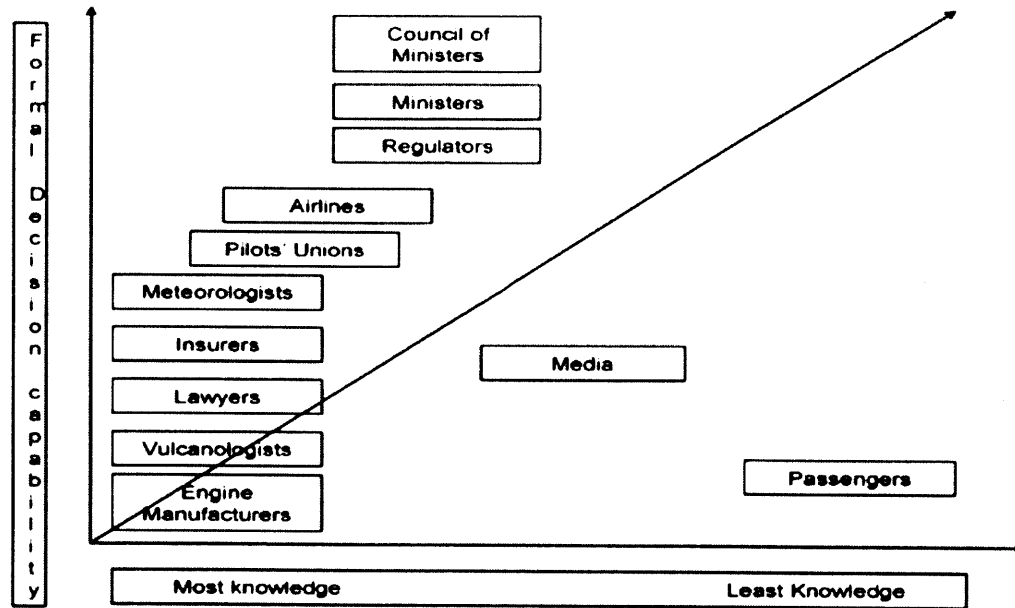 Formal Decision capability
Council of
Ministers
Ministers
Regulators
Airlines
Pilots' Unions
Meteorologists
Insurers
Media
Lawyers
Vulcanologists
Passengers
Engine
Manufacturers
Most knowledge
Least Knowledge